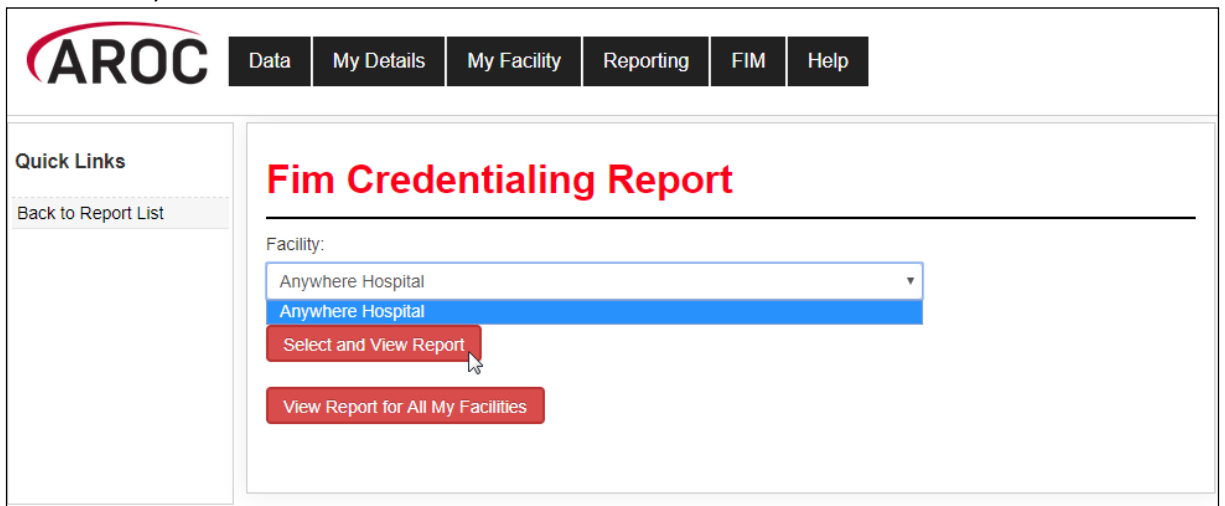 AROC
Data My Details My Facility Reporting FIM Help
Quick Links
Back to Report List
Fim Credentialing Report
Facility:
Anywhere Hospital
Anywhere Hospital
Select and View Report
View Report for All My Facilities